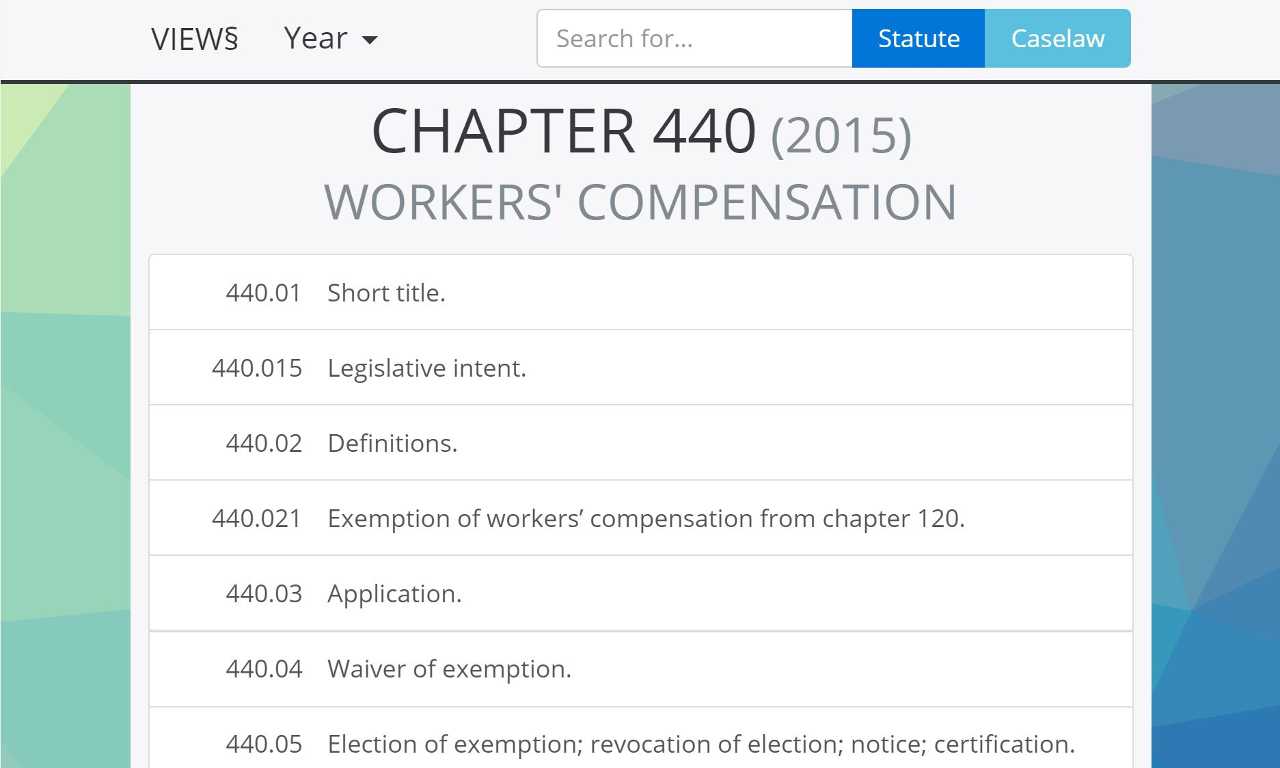 VIEW§ Year Search for... Statute Caselaw
CHAPTER 440 (2015)
WORKERS' COMPENSATION
440.01 Short title.
440.015 Legislative intent.
440.02 Definitions.
440.021 Exemption of workers’ compensation from chapter 120.
440.03 Application.
440.04 Waiver of exemption.
440.05 Election of exemption; revocation of election; notice; certification.